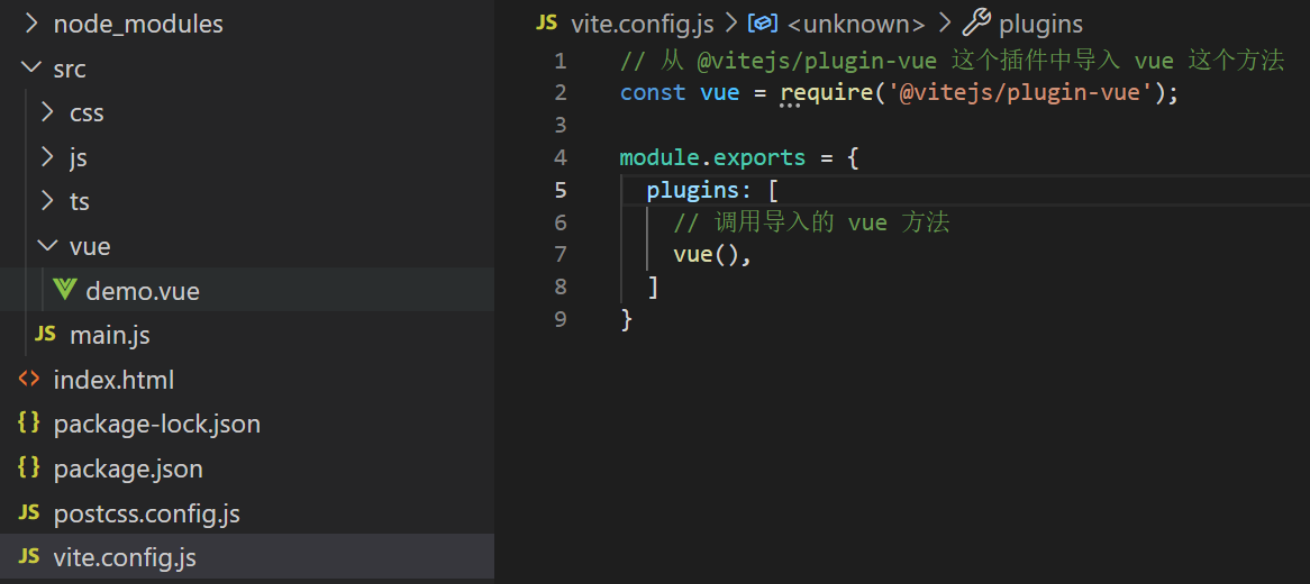 node_modules
src
css
js
ts
vue
demo.vue
JS main.js
<> index.html
{} package-lock.json
{} package.json
JS postcss.config.js
JS vite.config.js
JS vite.config.js > <unknown> > plugins
1 // 从 @vitejs/plugin-vue 这个插件中导入 vue 这个方法
2 const vue = require('@vitejs/plugin-vue');
3
4 module.exports = {
5 plugins: [
6 // 调用导入的 vue 方法
7 vue(),
8 ]
9 }